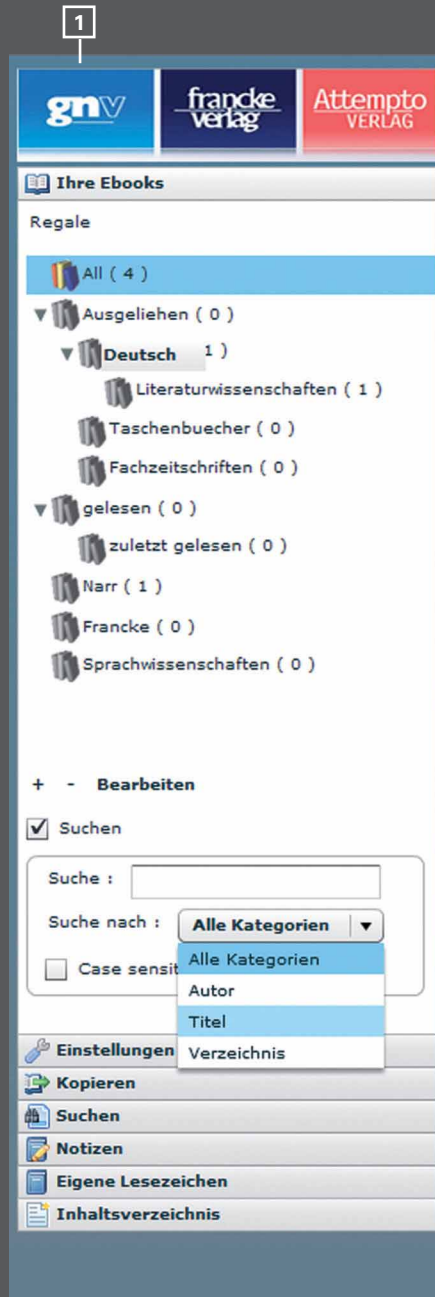 1
gnv
francke
verlag
Attempto
VERLAG
Ihre Ebooks
Regale
All ( 4 )
Ausgeliehen ( 0 )
Deutsch 1 )
Literaturwissenschaften ( 1 )
Taschenbuecher ( 0 )
Fachzeitschriften ( 0 )
gelesen ( 0 )
zuletzt gelesen ( 0 )
Narr ( 1 )
Francke ( 0 )
Sprachwissenschaften ( 0 )
+ - Bearbeiten
Suchen
Suche :
Suche nach : Alle Kategorien
Case sensit
Alle Kategorien
Autor
Titel
Verzeichnis
Einstellungen
Kopieren
Suchen
Notizen
Eigene Lesezeichen
Inhaltsverzeichnis